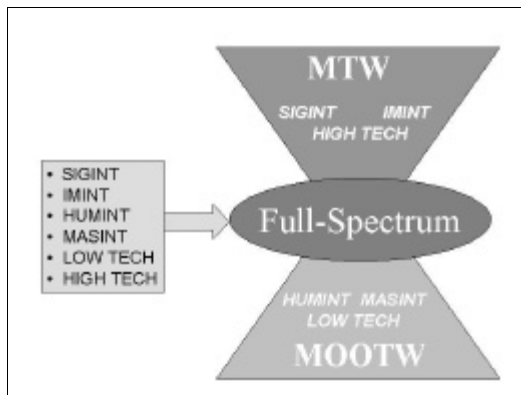 MTW
SIGINT IMINT
HIGH TECH
• SIGINT
• IMINT
• HUMINT
• MASINT
• LOW TECH
• HIGH TECH
Full-Spectrum
HUMINT MASINT
LOW TECH
MOOTW